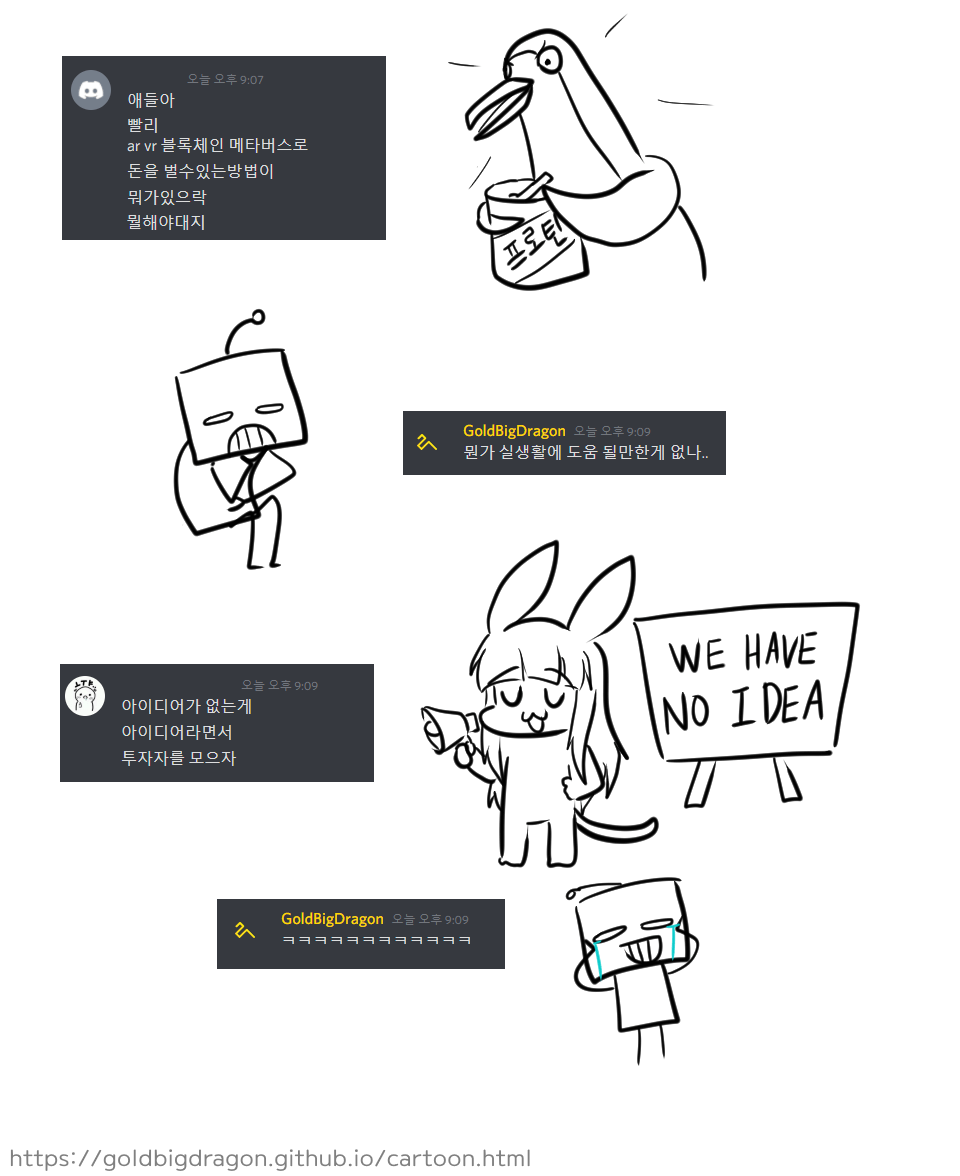 오늘 오후 9:07
애들아
빨리
ar vr 블록체인 메타버스로
돈을 벌수있는방법이
뭐가있으락
뭘해야대지
프로틴
GoldBigDragon 오늘 오후 9:09
뭔가 실생활에 도움 될만한게 없나..
WE HAVE
NO IDEA
오늘 오후 9:09
아이디어가 없는게
아이디어라면서
투자자를 모으자
GoldBigDragon 오늘 오후 9:09
ㅋㅋㅋㅋㅋㅋㅋㅋㅋㅋㅋㅋ
https://goldbigdragon.github.io/cartoon.html